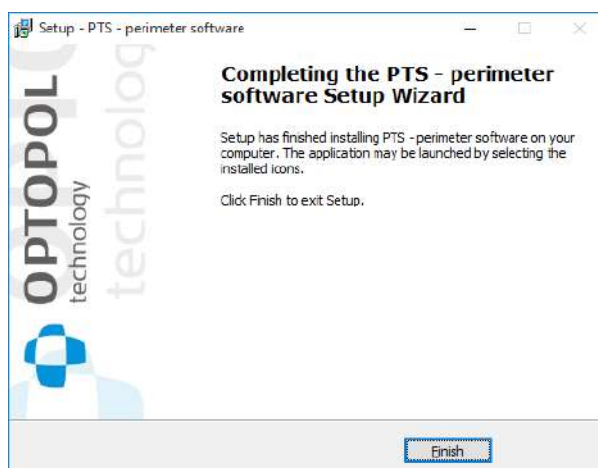 Setup - PTS - perimeter software
Completing the PTS - perimeter
software Setup Wizard
Setup has finished installing PTS - perimeter software on your
computer. The application may be launched by selecting the
installed icons.
Click Finish to exit Setup.
OPTOPOL
technology
technolog
Finish